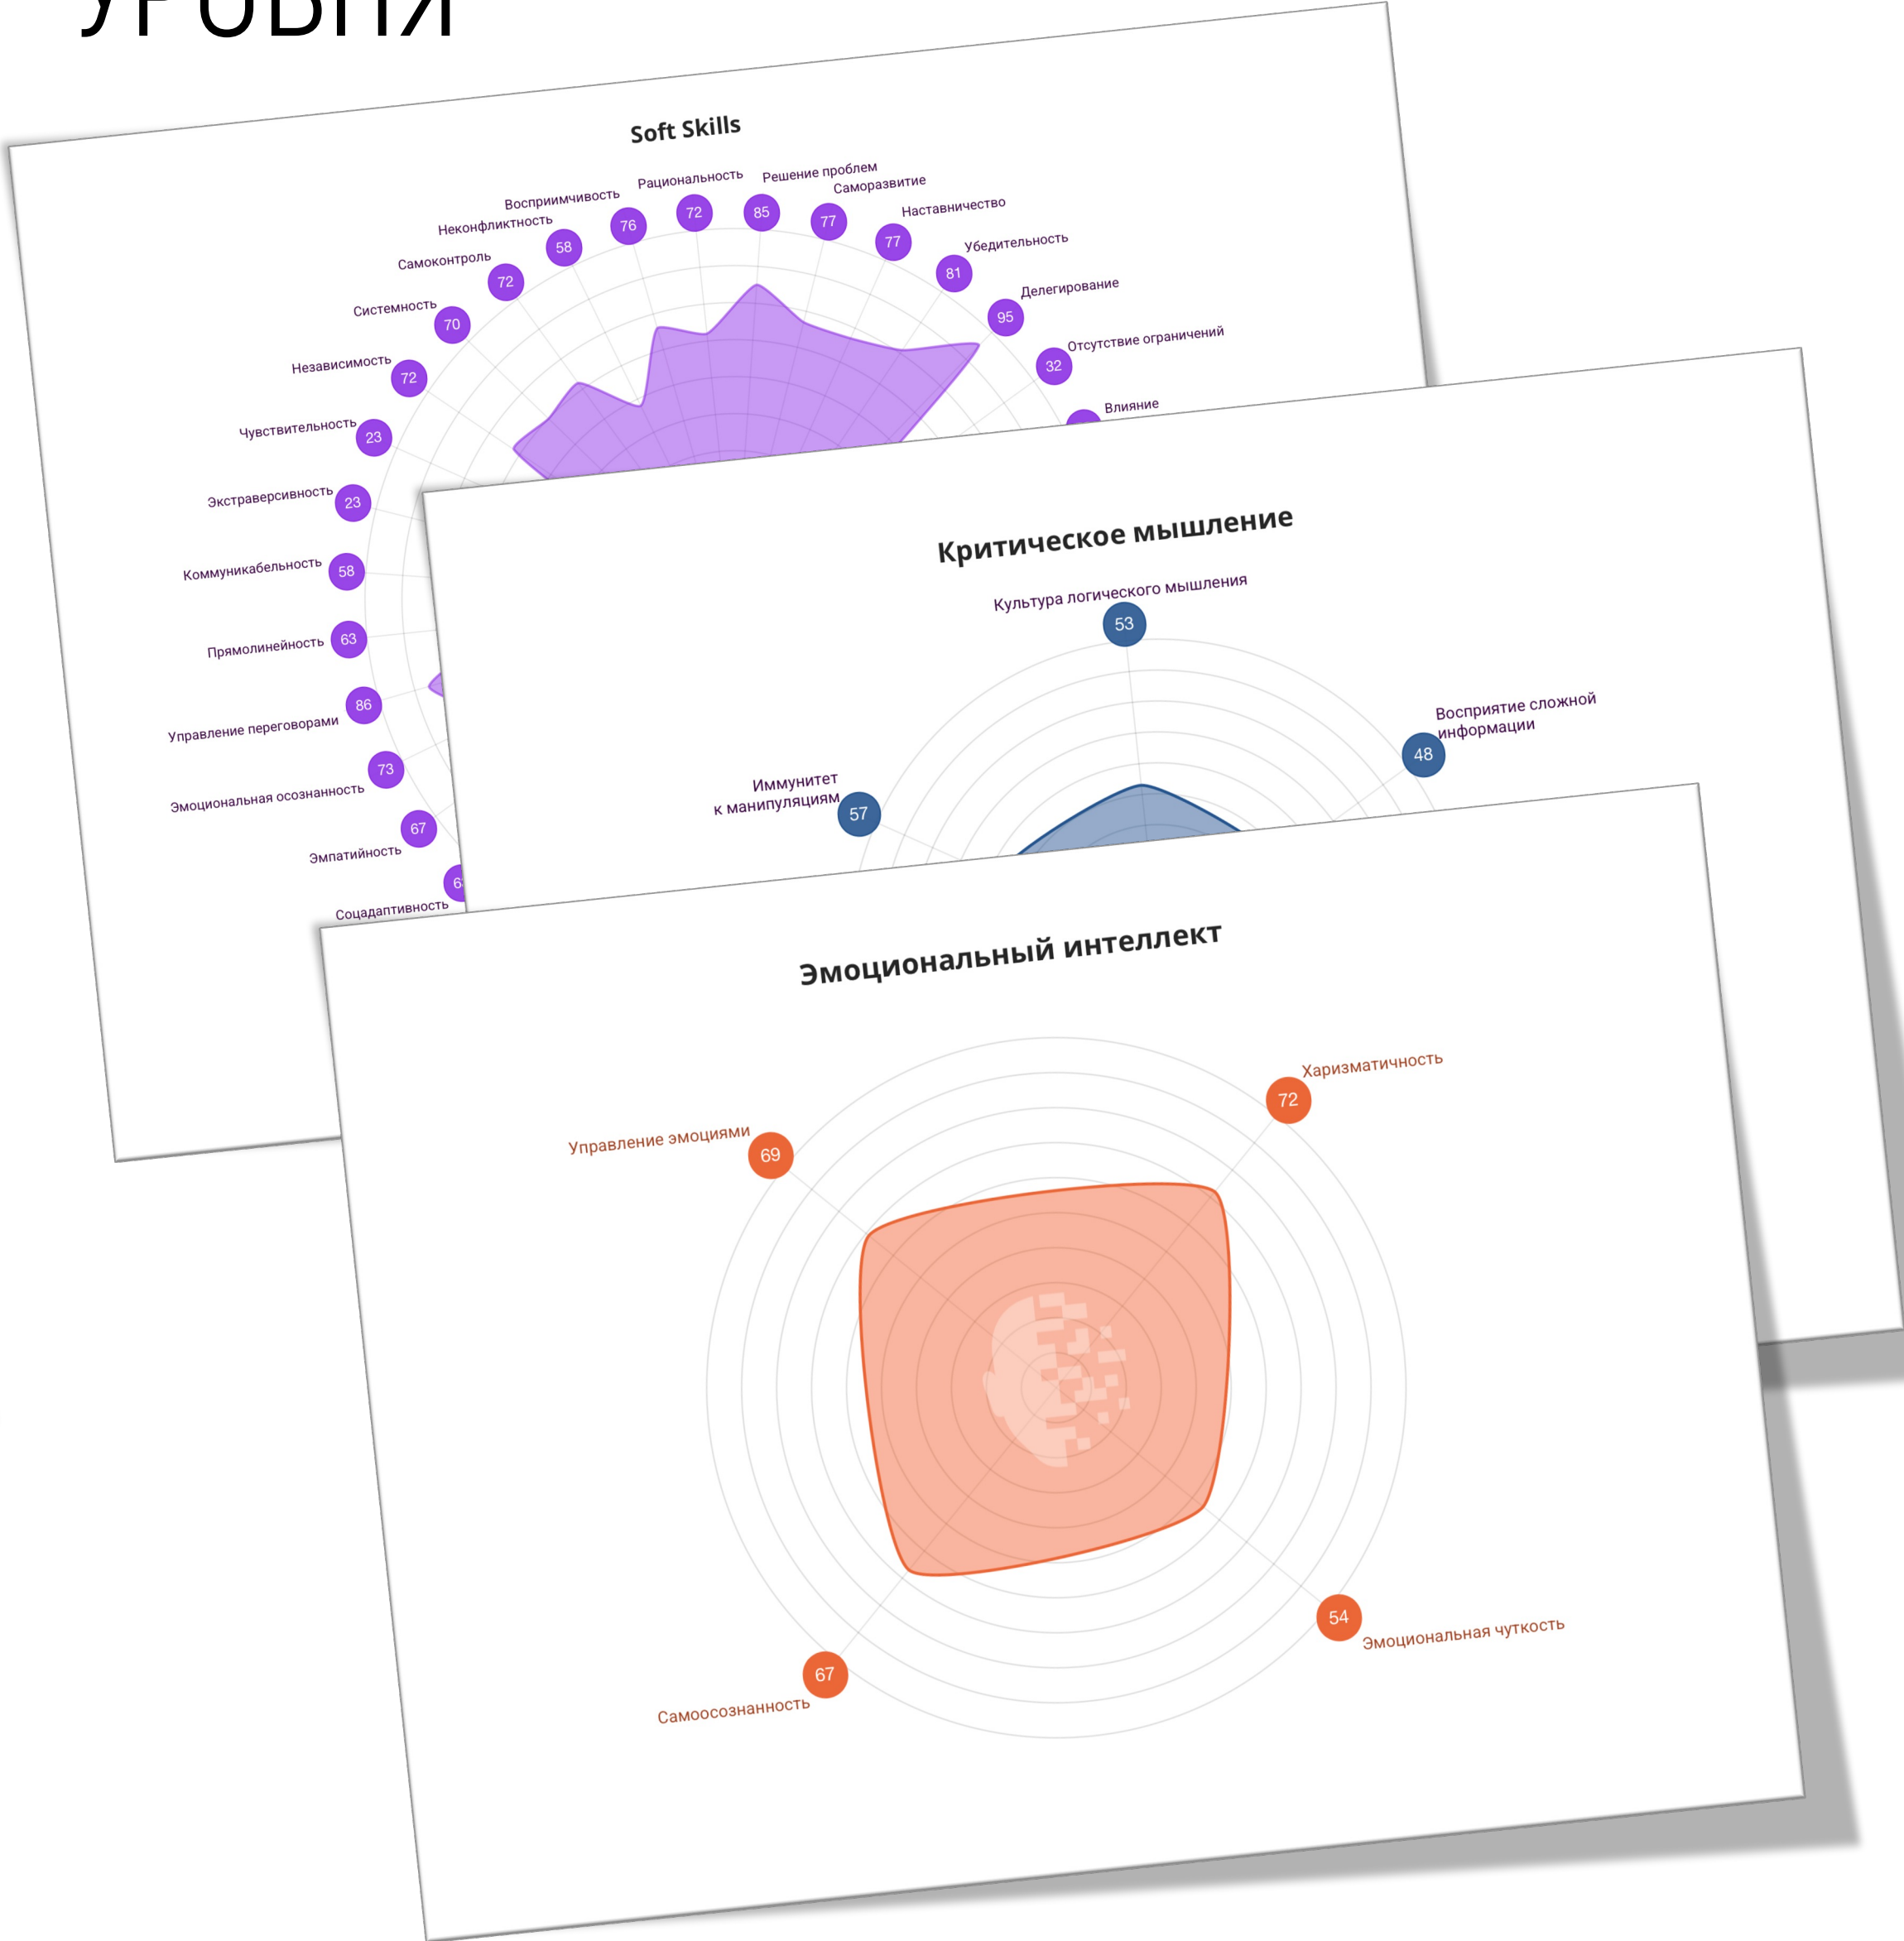 УРОВНЯ
Soft Skills
Рациональность
72
Решение проблем
85
Саморазвитие
77
Наставничество
77
Убедительность
81
Делегирование
95
Отсутствие ограничений
32
Влияние
Восприимчивость
76
Неконфликтность
58
Самоконтроль
72
Системность
70
Независимость
72
Чувствительность
23
Экстраверсивность
23
Коммуникабельность
58
Прямолинейность
63
Управление переговорами
86
Эмоциональная осознанность
73
Эмпатийность
67
Соцадаптивность
Критическое мышление
Культура логического мышления
53
Восприятие сложной
информации
48
Иммунитет
к манипуляциям
57
Эмоциональный интеллект
Харизматичность
72
Управление эмоциями
69
Эмоциональная чуткость
54
Самоосознанность
67